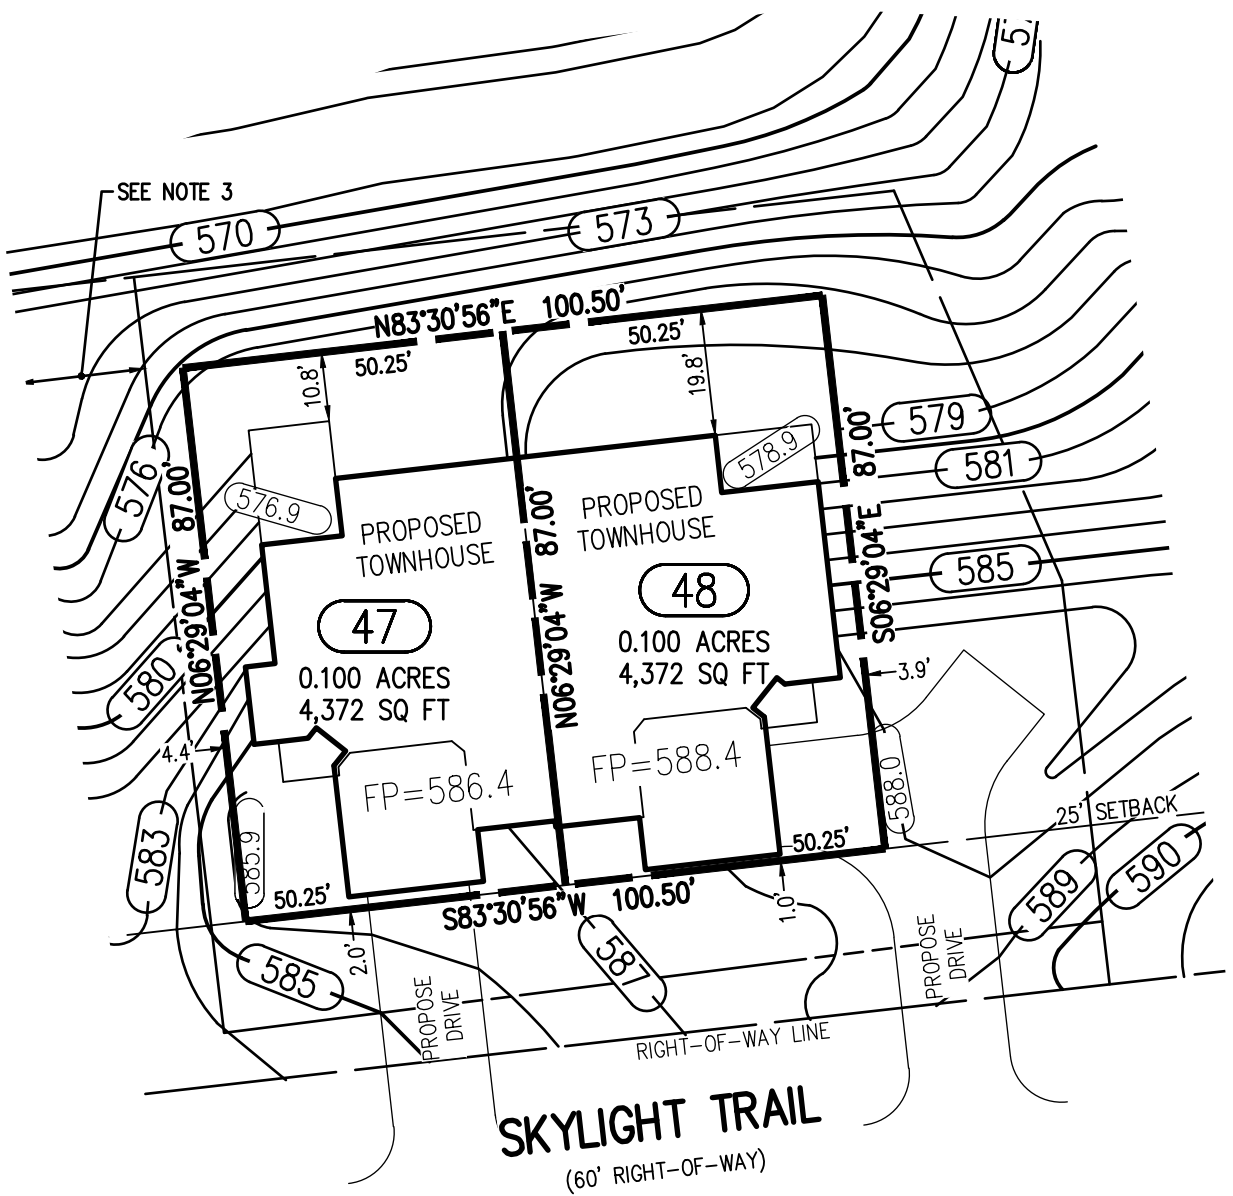 57
SEE NOTE 3
570
573
N83°30'56"E 100.50'
50.25'
50.25'
10.8'
19.8'
579
581
576
87.00'
87.00'
87.00'
576.9
578.9
PROPOSED
TOWNHOUSE
PROPOSED
TOWNHOUSE
N06°29'04"W
N06°29'04"W
S06°29'04"E
585
47
0.100 ACRES
4,372 SQ FT
48
0.100 ACRES
4,372 SQ FT
580
3.9'
4.4'
FP=586.4
FP=588.4
588.0
583
585.9
25' SETBACK
50.25'
50.25'
S83°30'56"W 100.50'
589
590
1.0'
2.0'
585
587
PROPOSE
DRIVE
PROPOSE
DRIVE
RIGHT-OF-WAY LINE
SKYLIGHT TRAIL
(60' RIGHT-OF-WAY)